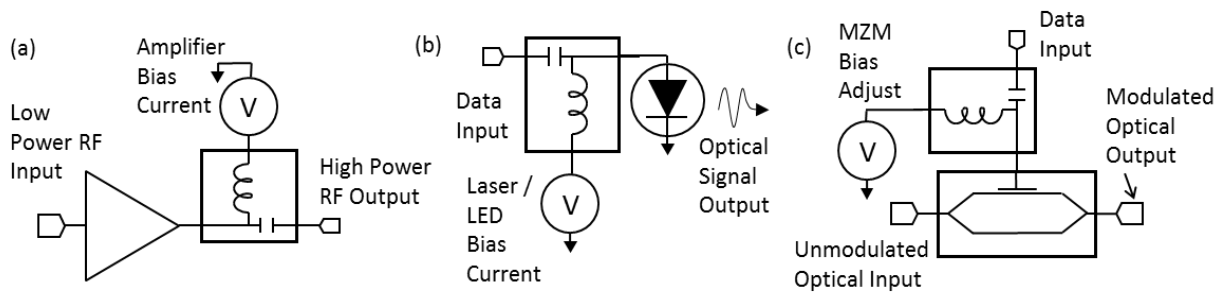 (a)
Amplifier
Bias
Current
V
Low
Power RF
Input
High Power
RF Output
(b)
Data
Input
Laser /
LED
Bias
Current
V
Optical
Signal
Output
(c)
MZM
Bias
Adjust
Data
Input
V
Modulated
Optical
Output
Unmodulated
Optical Input